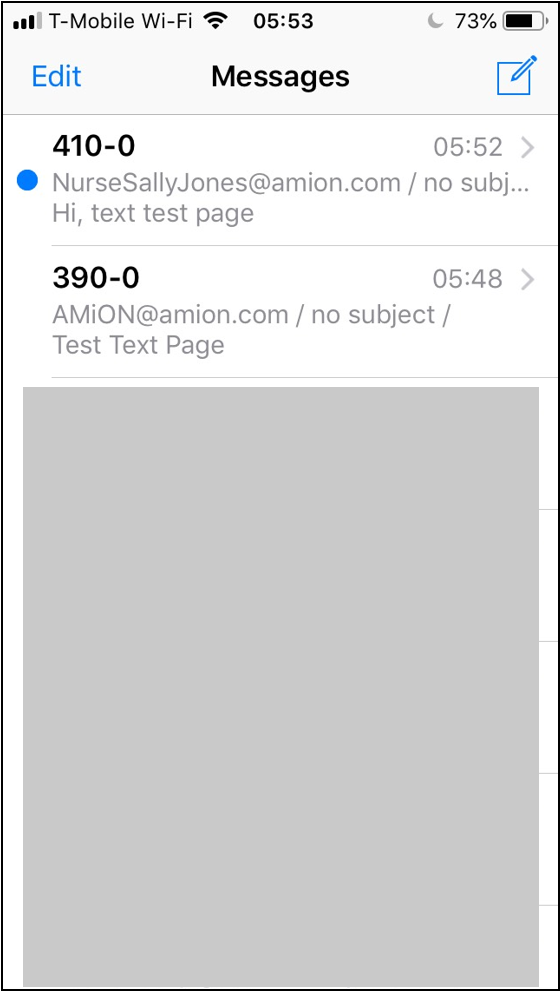 T-Mobile Wi-Fi 05:53 73%
Edit Messages
410-0 05:52
NurseSallyJones@amion.com / no subj...
Hi, text test page
390-0 05:48
AMiON@amion.com / no subject /
Test Text Page